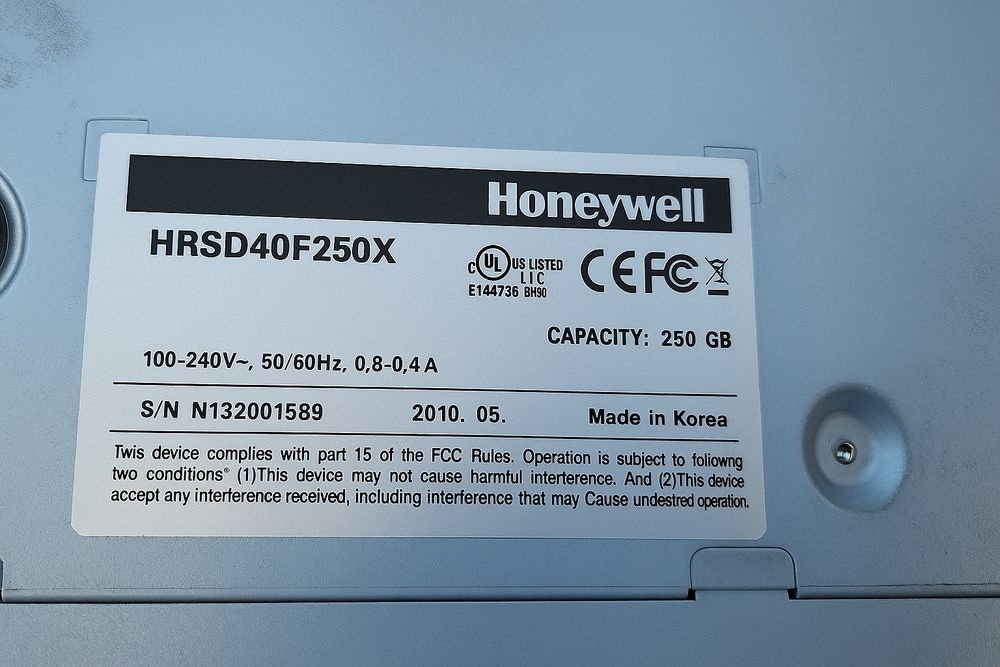 Honeywell
HRSD40F250X
C UL US LISTED
LIC
E144736 BH90
CE FC
CAPACITY: 250 GB
100-240V~, 50/60Hz, 0,8-0,4 A
S/N N132001589 2010. 05. Made in Korea
Twis device complies with part 15 of the FCC Rules. Operation is subject to followng
two conditions° (1)This device may not cause harmful interference. And (2)This device
accept any interference received, including interference that may Cause undestred operation.